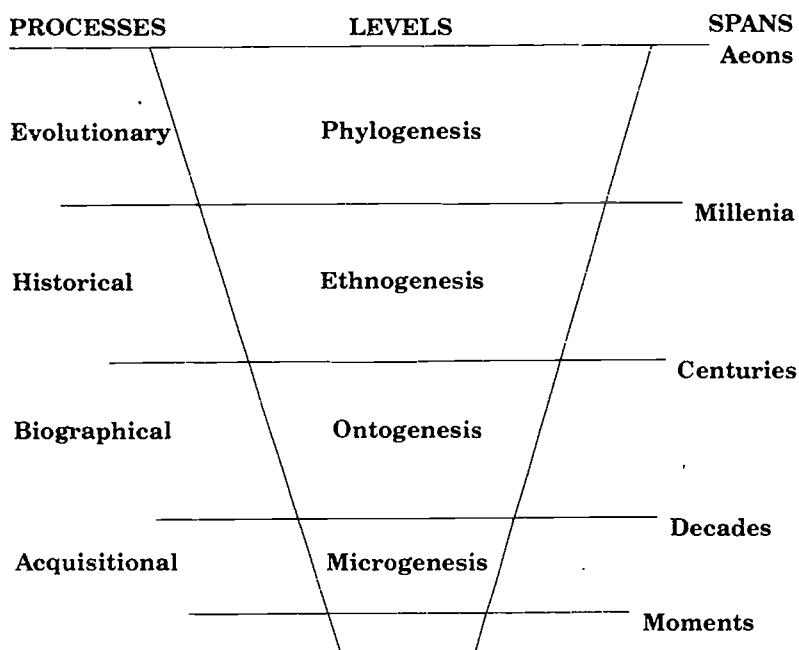 PROCESSES LEVELS SPANS
Aeons
Evolutionary Phylogenesis
Millenia
Historical Ethnogenesis
Centuries
Biographical Ontogenesis
Decades
Acquisitional Microgenesis
Moments